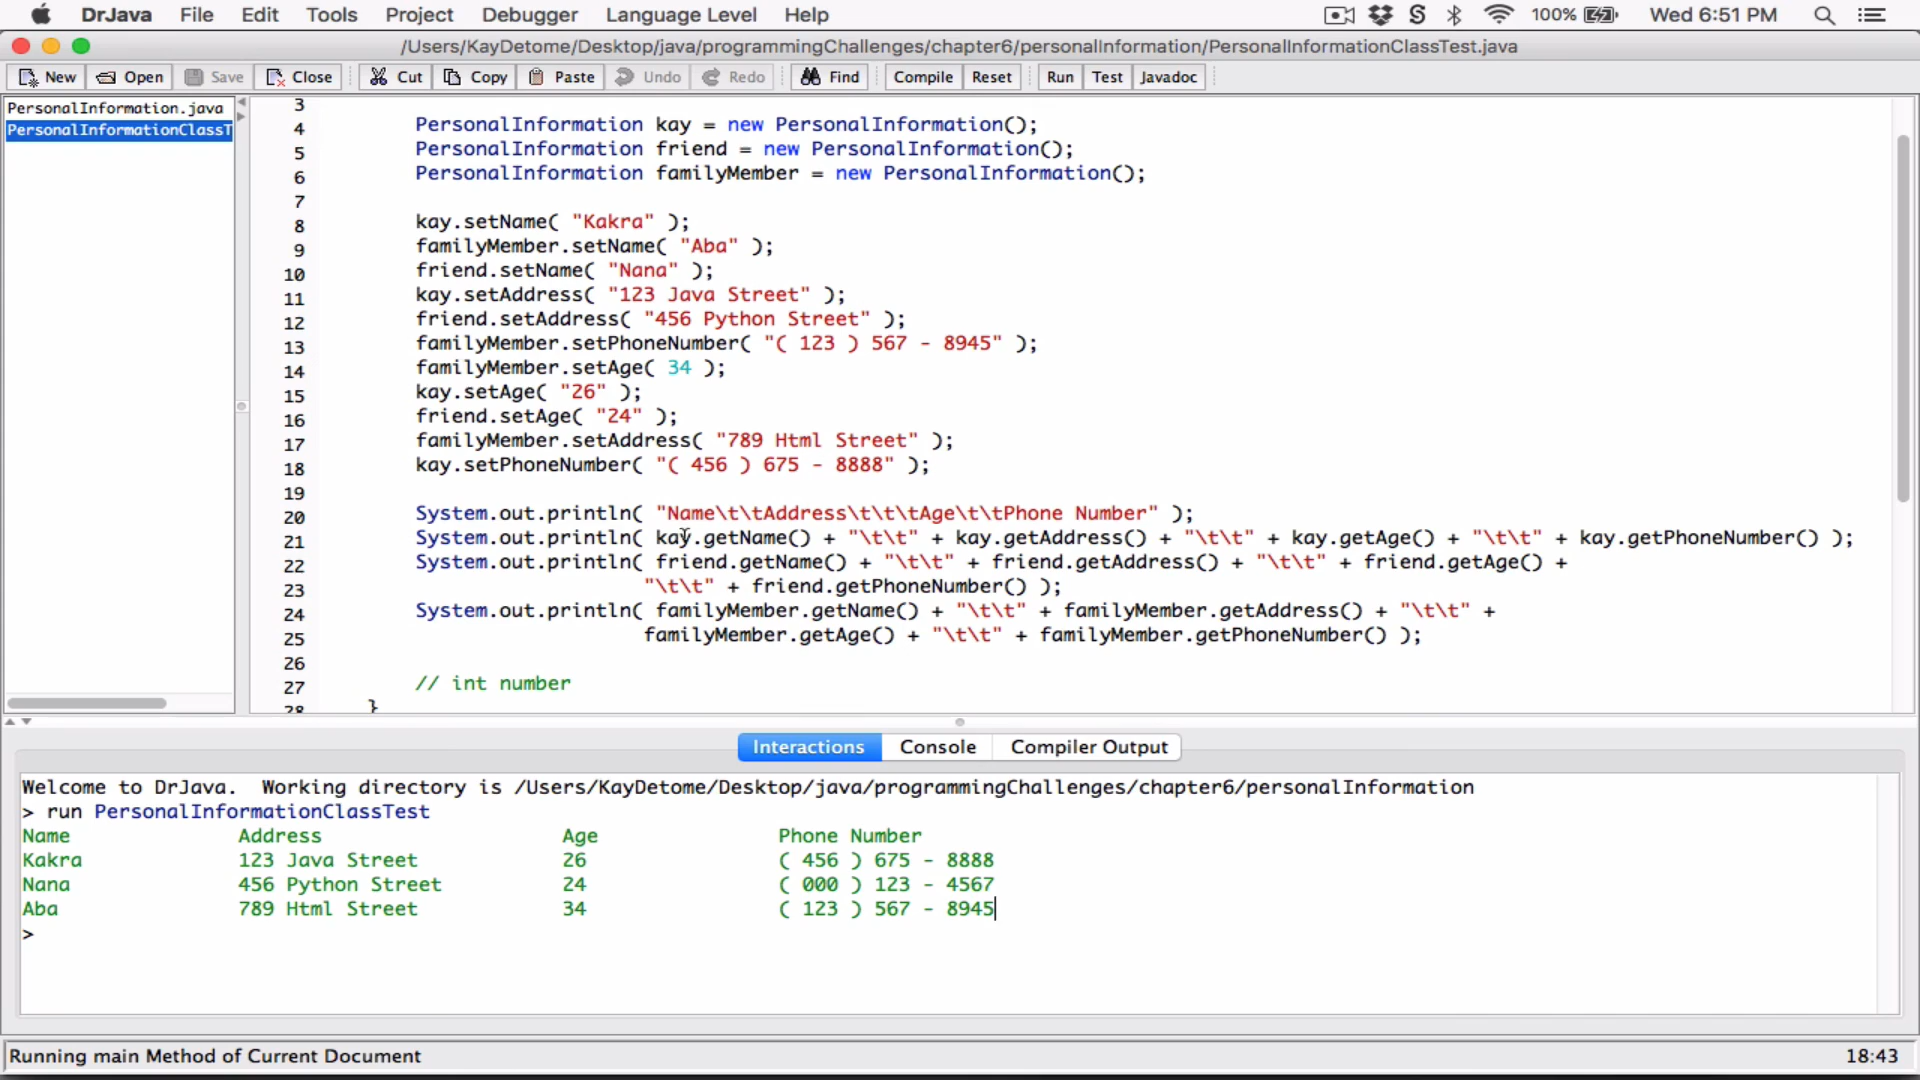 DrJava File Edit Tools Project Debugger Language Level Help S 100% Wed 6:51 PM
/Users/KayDetome/Desktop/java/programmingChallenges/chapter6/personalInformation/PersonalInformationClassTest.java
New Open Save Close Cut Copy Paste Undo Redo Find Compile Reset Run Test Javadoc
PersonalInformation.java
PersonalInformationClassT
3
4 PersonalInformation kay = new PersonalInformation();
5 PersonalInformation friend = new PersonalInformation();
6 PersonalInformation familyMember = new PersonalInformation();
7
8 kay.setName( "Kakra" );
9 familyMember.setName( "Aba" );
10 friend.setName( "Nana" );
11 kay.setAddress( "123 Java Street" );
12 friend.setAddress( "456 Python Street" );
13 familyMember.setPhoneNumber( "( 123 ) 567 - 8945" );
14 familyMember.setAge( 34 );
15 kay.setAge( "26" );
16 friend.setAge( "24" );
17 familyMember.setAddress( "789 Html Street" );
18 kay.setPhoneNumber( "( 456 ) 675 - 8888" );
19
20 System.out.println( "Name\t\tAddress\t\t\tAge\t\tPhone Number" );
21 System.out.println( kay.getName() + "\t\t" + kay.getAddress() + "\t\t" + kay.getAge() + "\t\t" + kay.getPhoneNumber() );
22 System.out.println( friend.getName() + "\t\t" + friend.getAddress() + "\t\t" + friend.getAge() +
23 "\t\t" + friend.getPhoneNumber() );
24 System.out.println( familyMember.getName() + "\t\t" + familyMember.getAddress() + "\t\t" +
25 familyMember.getAge() + "\t\t" + familyMember.getPhoneNumber() );
26
27 // int number
28 }
Interactions Console Compiler Output
Welcome to DrJava. Working directory is /Users/KayDetome/Desktop/java/programmingChallenges/chapter6/personalInformation
> run PersonalInformationClassTest
Name Address Age Phone Number
Kakra 123 Java Street 26 ( 456 ) 675 - 8888
Nana 456 Python Street 24 ( 000 ) 123 - 4567
Aba 789 Html Street 34 ( 123 ) 567 - 8945
>
Running main Method of Current Document 18:43